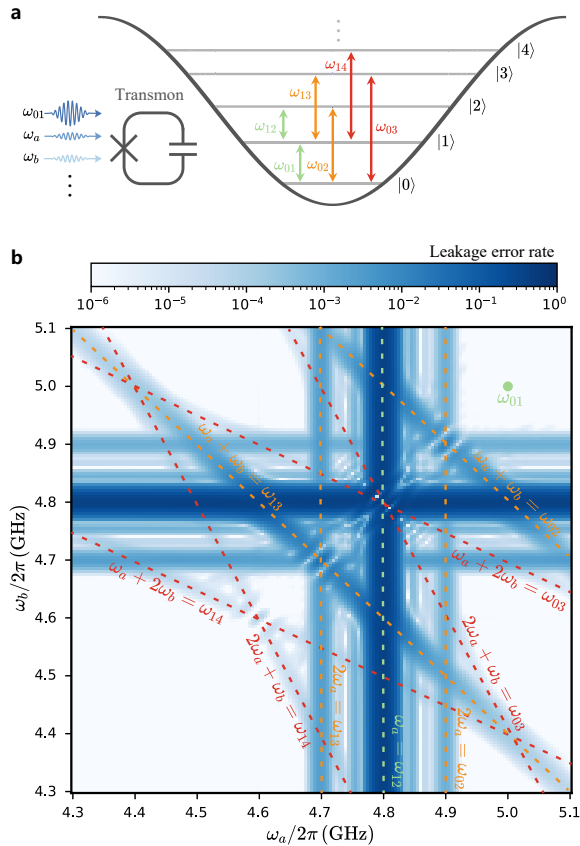 a
Transmon
ω01
ωa
ωb
ω14
ω13
ω03
ω12
ω02
ω01
|4⟩
|3⟩
|2⟩
|1⟩
|0⟩
b
Leakage error rate
10−6 10−5 10−4 10−3 10−2 10−1 100
5.1
5.0
4.9
4.8
4.7
4.6
4.5
4.4
4.3
ωb/2π (GHz)
ω01
ωa + ωb = ω13
ωa + ωb = ω02
ωa + 2ωb = ω03
ωa + 2ωb = ω14
2ωa + ωb = ω03
2ωa + ωb = ω14
2ωa = ω13
ωa = ω12
2ωa = ω02
4.3 4.4 4.5 4.6 4.7 4.8 4.9 5.0 5.1
ωa/2π (GHz)